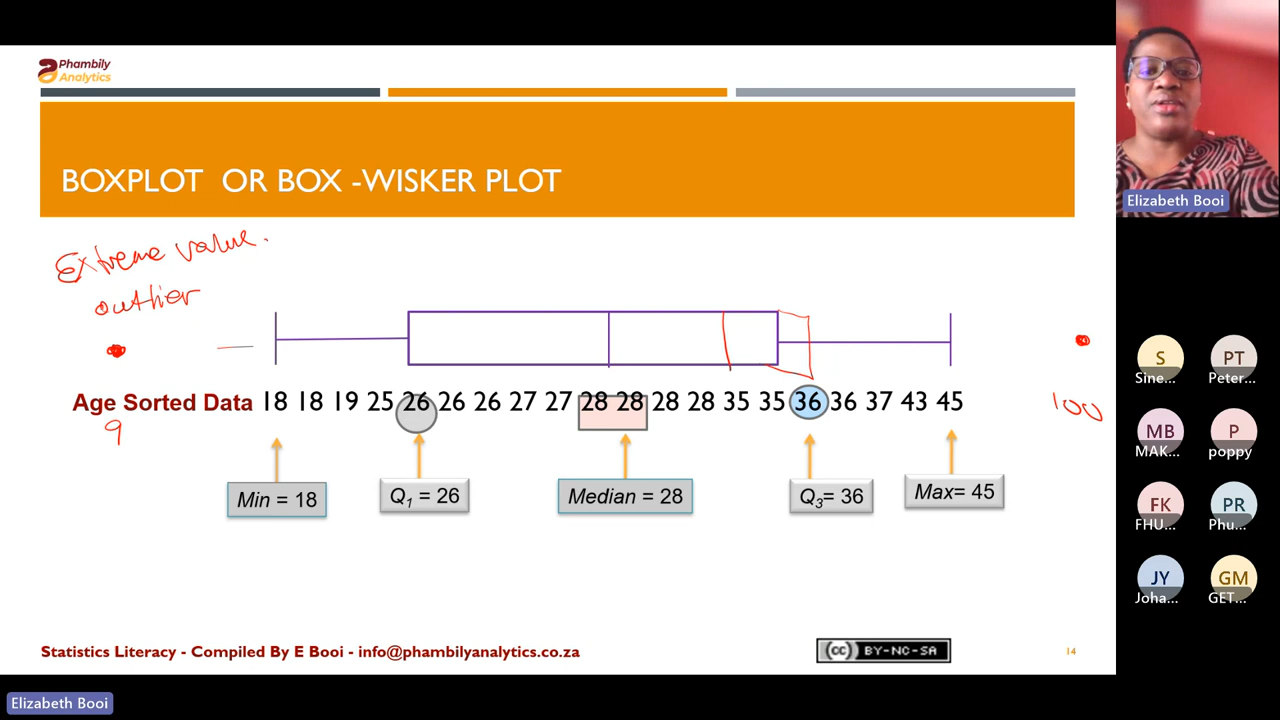 Phambily
Analytics
BOXPLOT OR BOX -WISKER PLOT
Extreme value.
outlier
Age Sorted Data 18 18 19 25 26 26 26 27 27 28 28 28 28 35 35 36 36 37 43 45
9
100
Min = 18
Q1 = 26
Median = 28
Q3= 36
Max= 45
Statistics Literacy - Compiled By E Booi - info@phambilyanalytics.co.za
(cc) BY-NC-SA
14
Elizabeth Booi
S
Sine...
PT
Peter...
MB
MAK...
P
poppy
FK
FHU...
PR
Phu...
JY
Joha...
GM
GET...
Elizabeth Booi